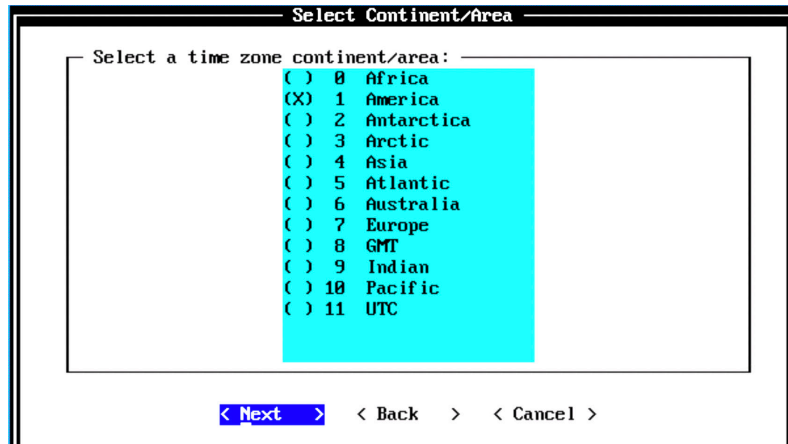 Select Continent/Area
Select a time zone continent/area:
( ) 0 Africa
(X) 1 America
( ) 2 Antarctica
( ) 3 Arctic
( ) 4 Asia
( ) 5 Atlantic
( ) 6 Australia
( ) 7 Europe
( ) 8 GMT
( ) 9 Indian
( ) 10 Pacific
( ) 11 UTC
< Next > < Back > < Cancel >